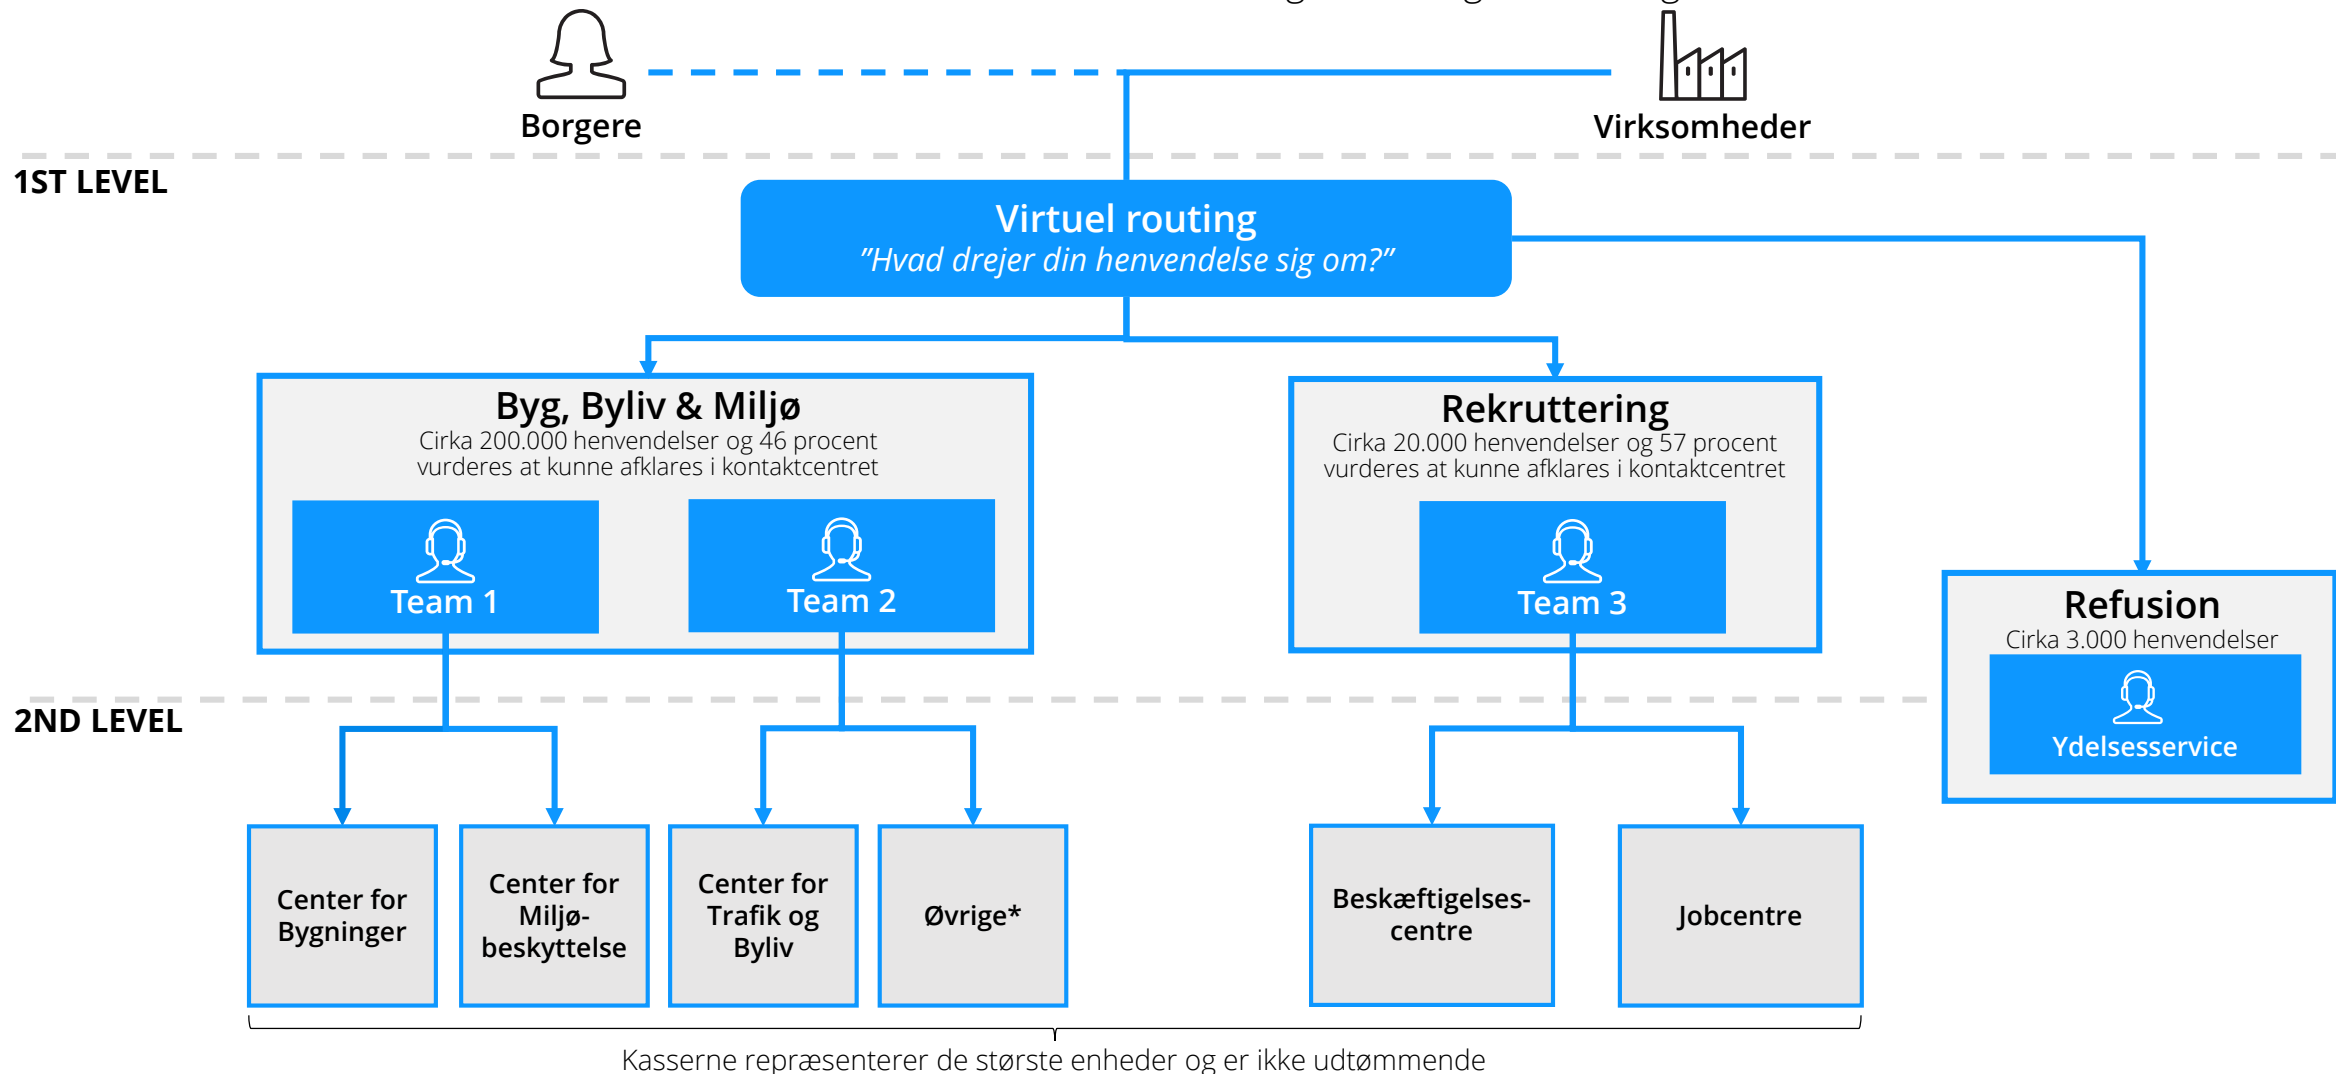 Borgere
Virksomheder
1ST LEVEL
Virtuel routing
”Hvad drejer din henvendelse sig om?”
Byg, Byliv & Miljø
Cirka 200.000 henvendelser og 46 procent
vurderes at kunne afklares i kontaktcentret
Team 1
Team 2
Rekruttering
Cirka 20.000 henvendelser og 57 procent
vurderes at kunne afklares i kontaktcentret
Team 3
Refusion
Cirka 3.000 henvendelser
Ydelsesservice
2ND LEVEL
Center for
Bygninger
Center for
Miljø-
beskyttelse
Center for
Trafik og
Byliv
Øvrige*
Beskæftigelses-
centre
Jobcentre
Kasserne repræsenterer de største enheder og er ikke udtømmende